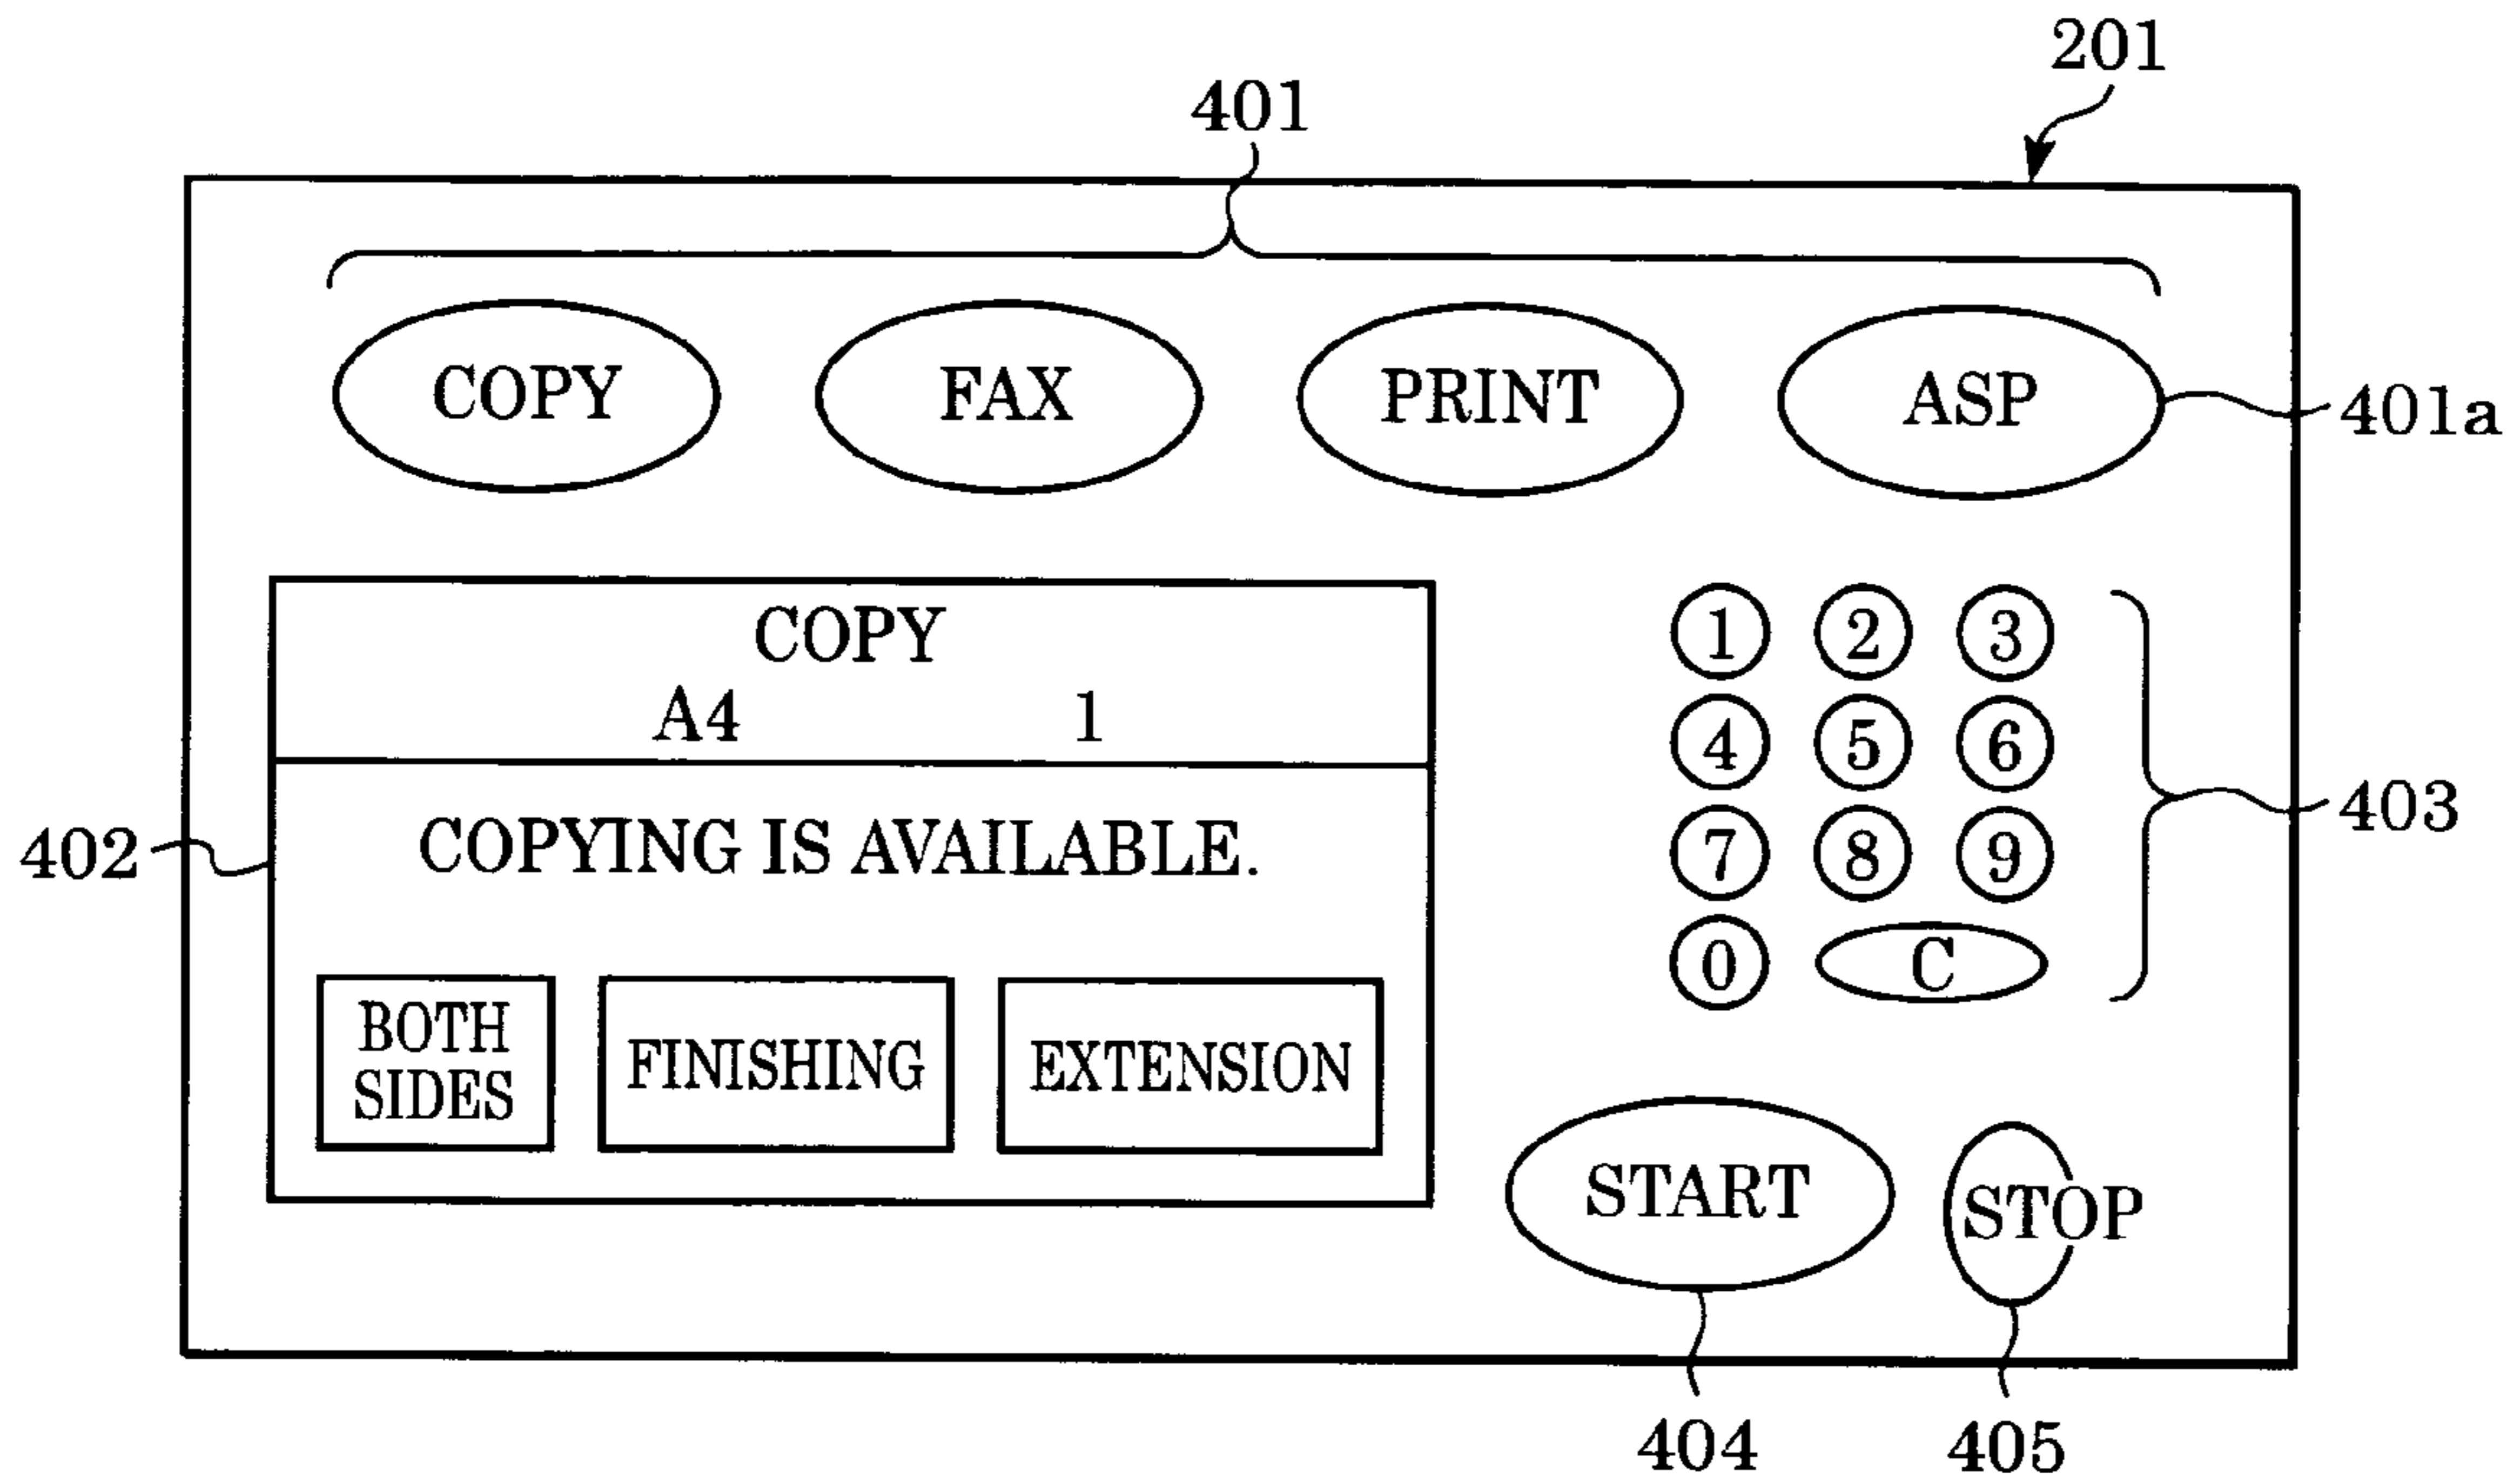 201
401
COPY FAX PRINT ASP
401a
COPY
A4 1
COPYING IS AVAILABLE.
BOTH
SIDES
FINISHING
EXTENSION
402
1 2 3
4 5 6
7 8 9
0 C
403
START
STOP
404
405